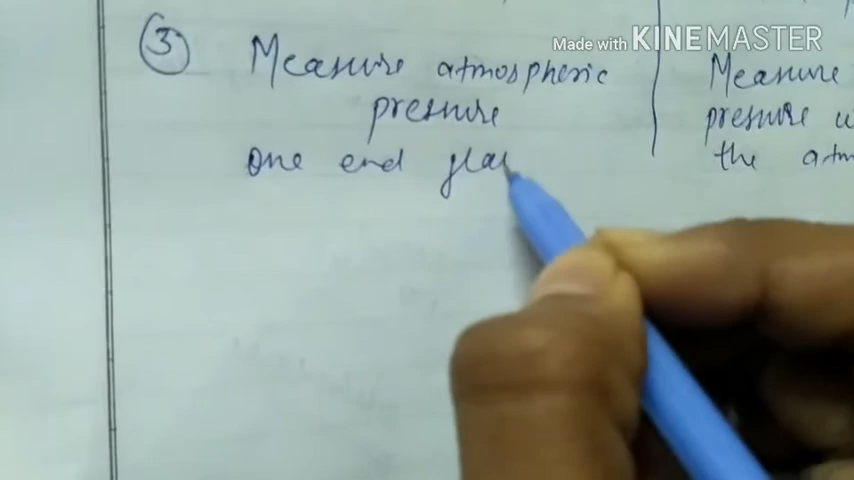 Made with KINEMASTER
3
Measure atmospheric
pressure
One end
Measure
pressure
the